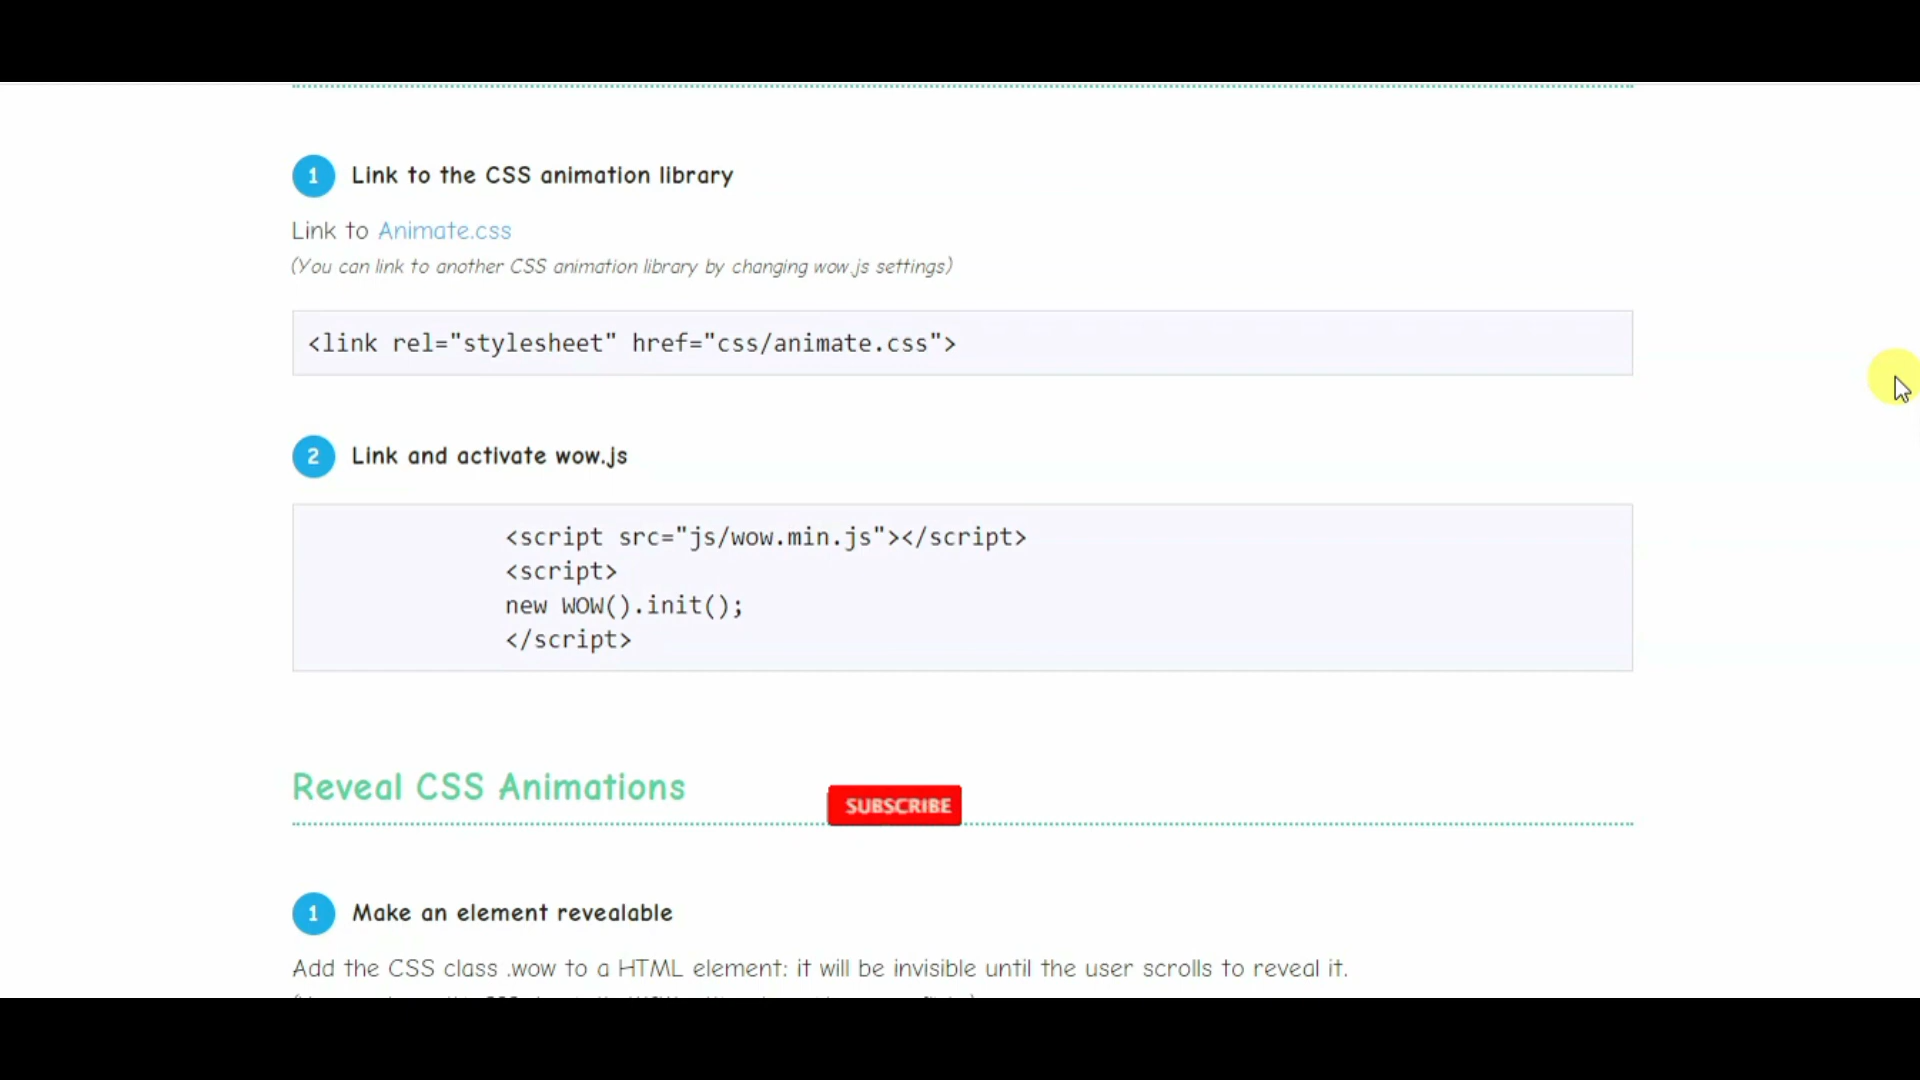 1 Link to the CSS animation library
Link to Animate.css
(You can link to another CSS animation library by changing wow.js settings)
<link rel="stylesheet" href="css/animate.css">
2 Link and activate wow.js
<script src="js/wow.min.js"></script>
<script>
new WOW().init();
</script>
Reveal CSS Animations
SUBSCRIBE
1 Make an element revealable
Add the CSS class .wow to a HTML element: it will be invisible until the user scrolls to reveal it.